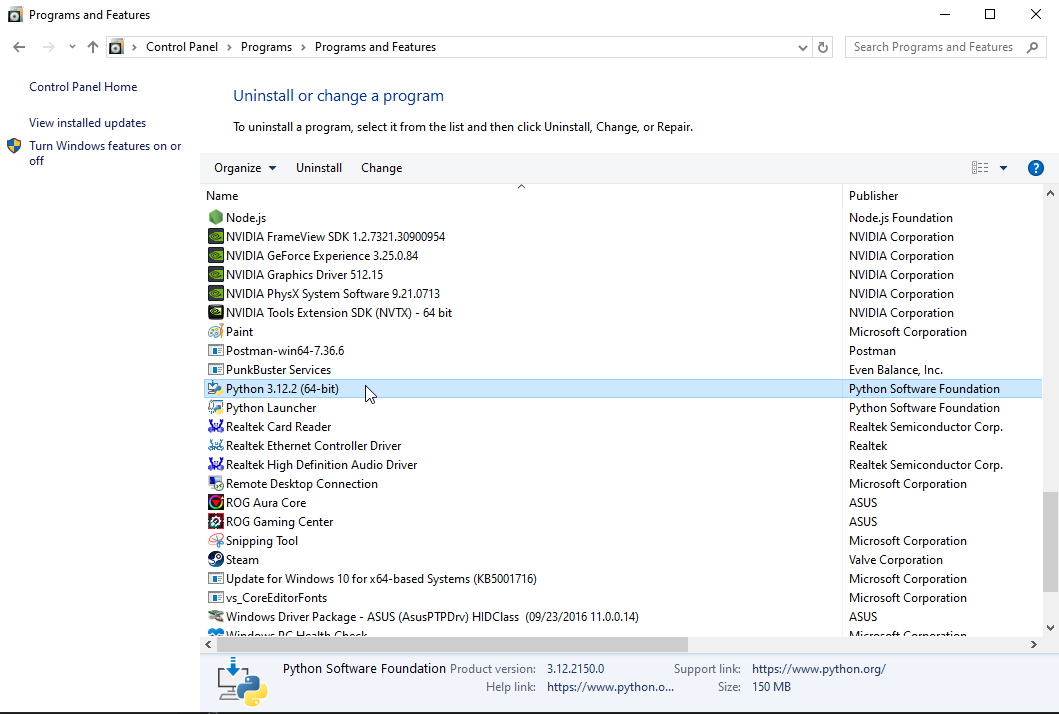 Programs and Features
Control Panel > Programs > Programs and Features
Search Programs and Features
Control Panel Home
View installed updates
Turn Windows features on or
off
Uninstall or change a program
To uninstall a program, select it from the list and then click Uninstall, Change, or Repair.
Organize Uninstall Change
Name Publisher
Node.js Node.js Foundation
NVIDIA FrameView SDK 1.2.7321.30900954 NVIDIA Corporation
NVIDIA GeForce Experience 3.25.0.84 NVIDIA Corporation
NVIDIA Graphics Driver 512.15 NVIDIA Corporation
NVIDIA PhysX System Software 9.21.0713 NVIDIA Corporation
NVIDIA Tools Extension SDK (NVTX) - 64 bit NVIDIA Corporation
Paint Microsoft Corporation
Postman-win64-7.36.6 Postman
PunkBuster Services Even Balance, Inc.
Python 3.12.2 (64-bit) Python Software Foundation
Python Launcher Python Software Foundation
Realtek Card Reader Realtek Semiconductor Corp.
Realtek Ethernet Controller Driver Realtek
Realtek High Definition Audio Driver Realtek Semiconductor Corp.
Remote Desktop Connection Microsoft Corporation
ROG Aura Core ASUS
ROG Gaming Center ASUS
Snipping Tool Microsoft Corporation
Steam Valve Corporation
Update for Windows 10 for x64-based Systems (KB5001716) Microsoft Corporation
vs_CoreEditorFonts Microsoft Corporation
Windows Driver Package - ASUS (AsusPTPDrv) HIDClass (09/23/2016 11.0.0.14) ASUS
Windows PC Health Check Microsoft Corporation
Python Software Foundation Product version: 3.12.2150.0 Support link: https://www.python.org/
Help link: https://www.python.o... Size: 150 MB